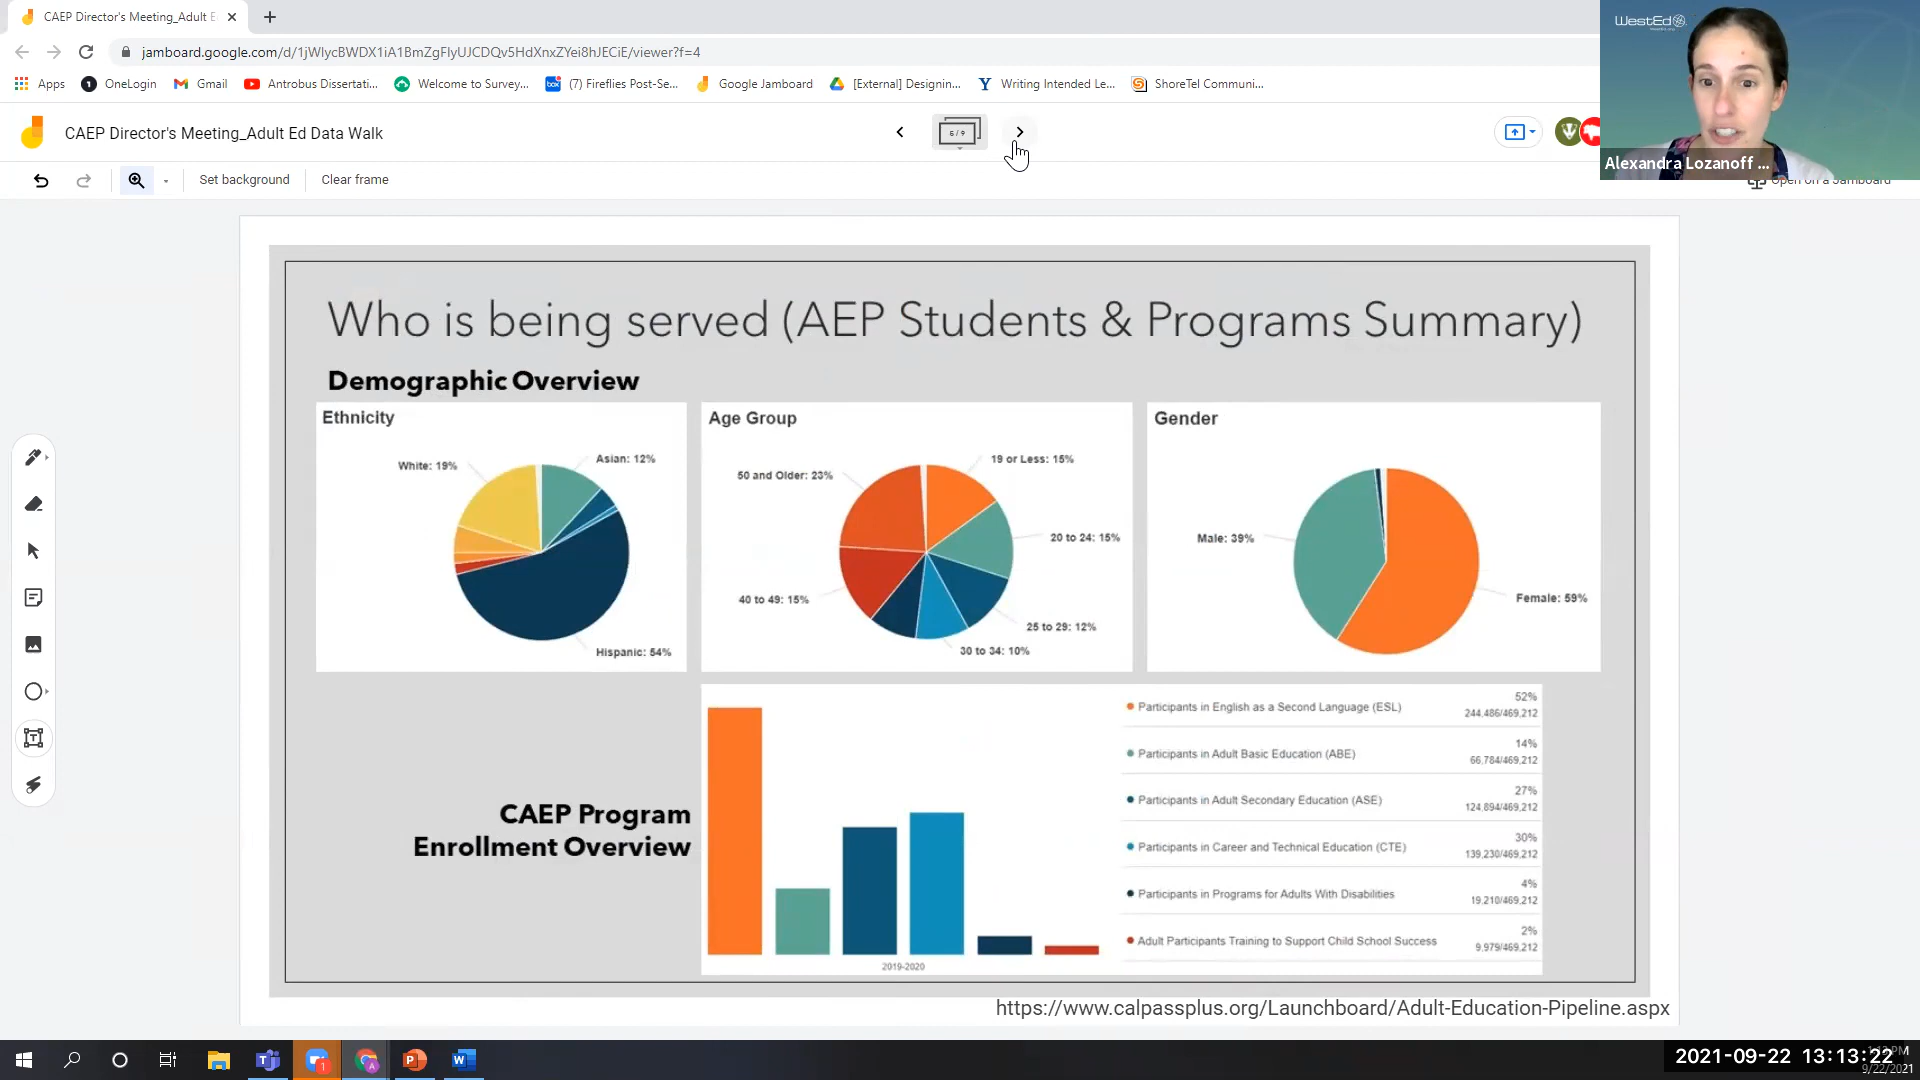 CAEP Director's Meeting_Adult E
jamboard.google.com/d/1jWlycBWDX1iA1BmZgFlyUJCDQv5HdXnxZYei8hJECiE/viewer?f=4
Apps OneLogin Gmail Antrobus Dissertati... Welcome to Survey... (7) Fireflies Post-Se... Google Jamboard [External] Designin... Writing Intended Le... ShoreTel Communi...
WestEd
Alexandra Lozanoff ...
CAEP Director's Meeting_Adult Ed Data Walk
Set background Clear frame
Open on a Jamboard
Who is being served (AEP Students & Programs Summary)
Demographic Overview
Ethnicity
White: 19%
Asian: 12%
Hispanic: 54%
Age Group
50 and Older: 23%
19 or Less: 15%
20 to 24: 15%
40 to 49: 15%
25 to 29: 12%
30 to 34: 10%
Gender
Male: 39%
Female: 59%
CAEP Program
Enrollment Overview
2019-2020
Participants in English as a Second Language (ESL) 52%
244,486/469,212
Participants in Adult Basic Education (ABE) 14%
66,784/469,212
Participants in Adult Secondary Education (ASE) 27%
124,894/469,212
Participants in Career and Technical Education (CTE) 30%
139,230/469,212
Participants in Programs for Adults With Disabilities 4%
19,210/469,212
Adult Participants Training to Support Child School Success 2%
9,979/469,212
https://www.calpassplus.org/Launchboard/Adult-Education-Pipeline.aspx
2021-09-22 13:13:22
9/22/2021